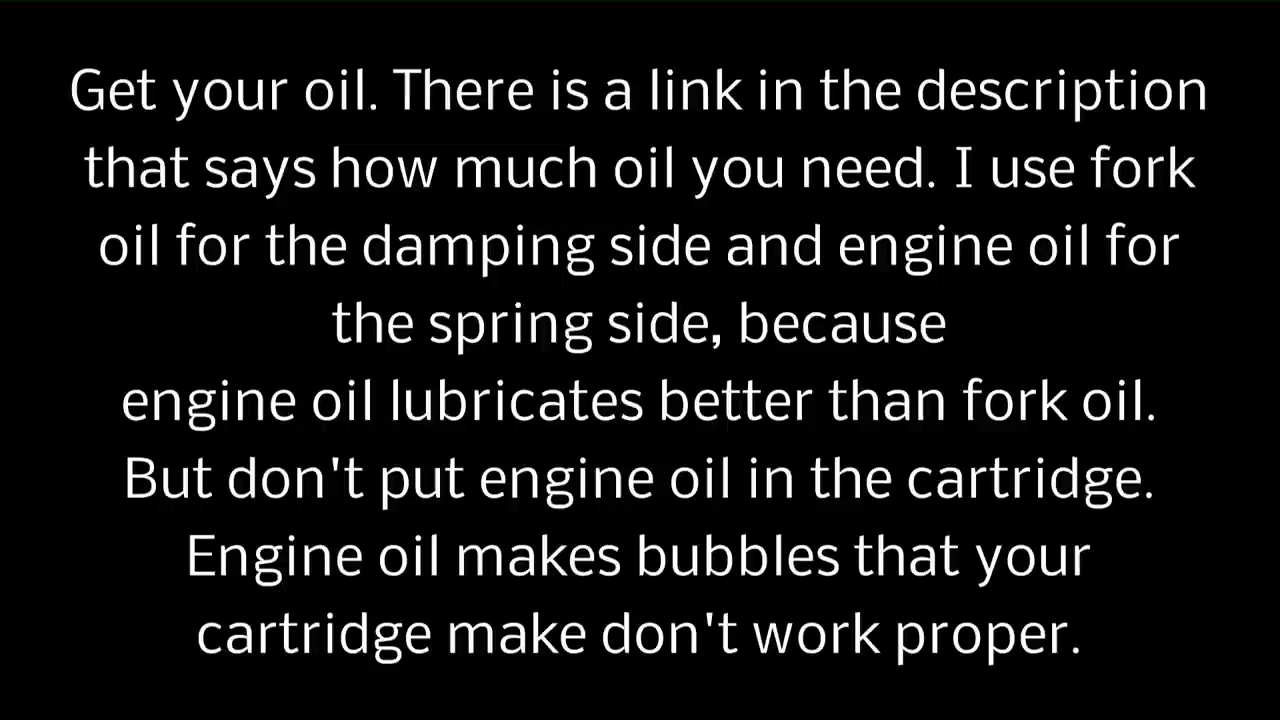 Get your oil. There is a link in the description
that says how much oil you need. I use fork
oil for the damping side and engine oil for
the spring side, because
engine oil lubricates better than fork oil.
But don't put engine oil in the cartridge.
Engine oil makes bubbles that your
cartridge make don't work proper.